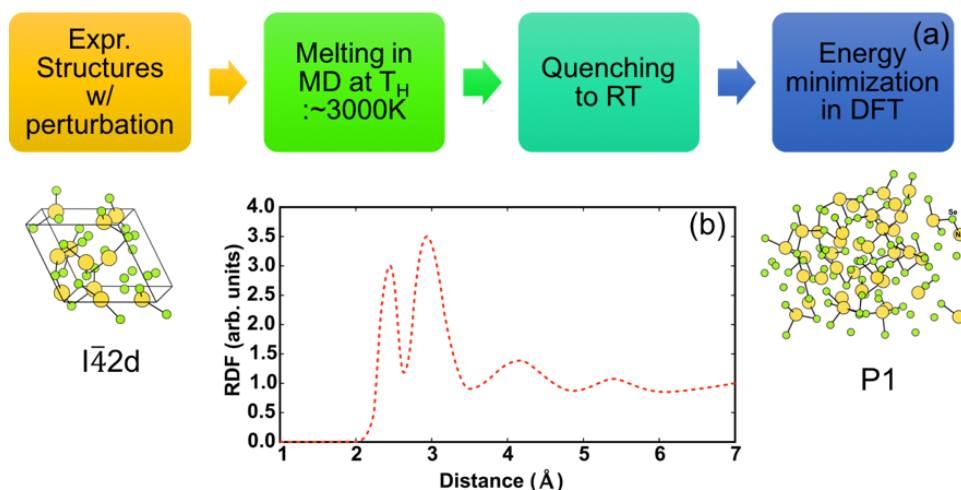 Expr.
Structures
w/
perturbation
Melting in
MD at T_H
:~3000K
Quenching
to RT
(a)
Energy
minimization
in DFT
I4̅2d
(b)
RDF (arb. units)
4.0
3.5
3.0
2.5
2.0
1.5
1.0
0.5
0.0
1 2 3 4 5 6 7
Distance (Å)
Se
P1